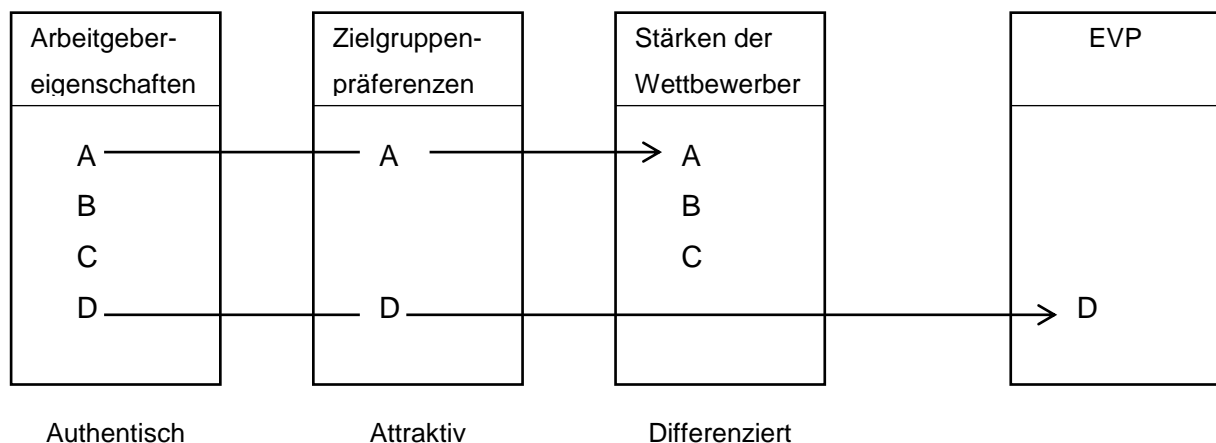 Arbeitgeber-
eigenschaften
Zielgruppen-
präferenzen
Stärken der
Wettbewerber
EVP
A A A
B B
C C
D D D
Authentisch Attraktiv Differenziert